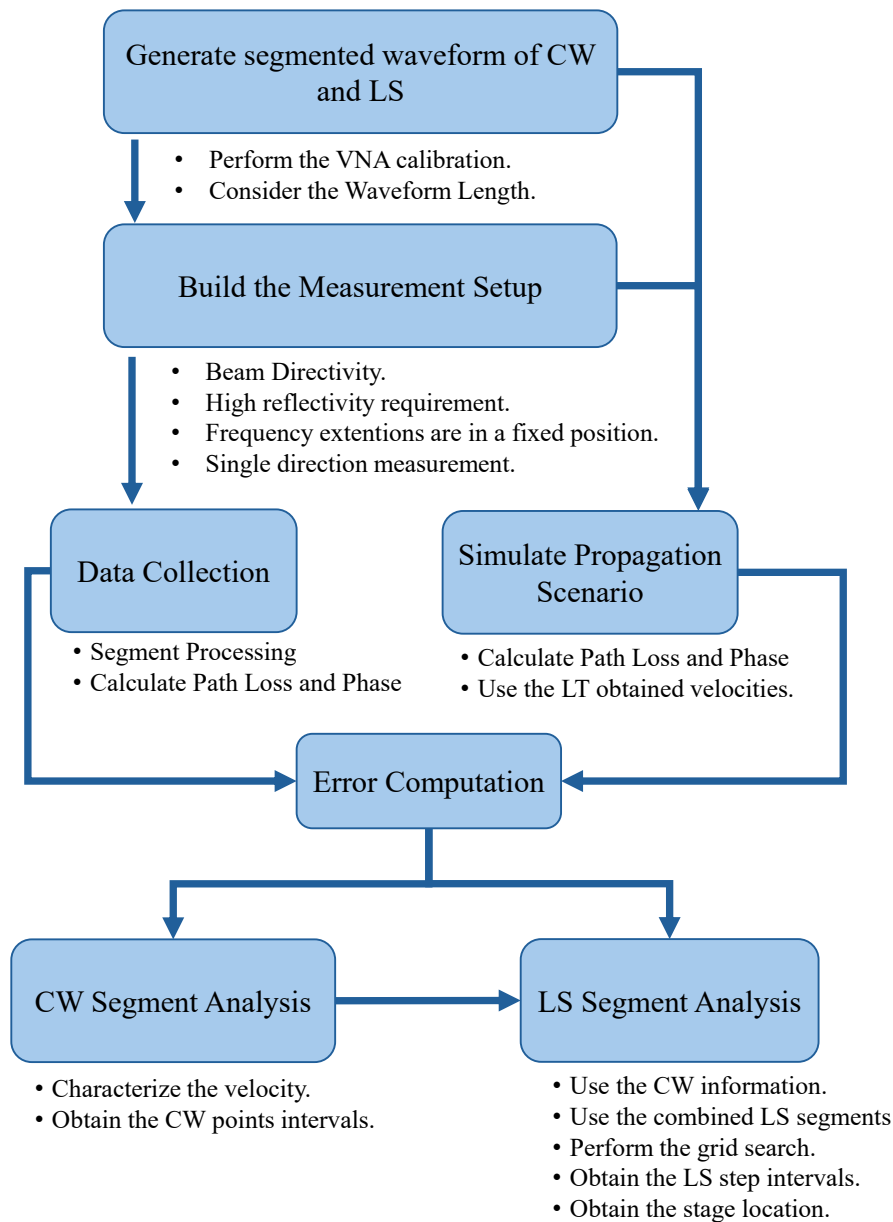 Generate segmented waveform of CW
and LS
• Perform the VNA calibration.
• Consider the Waveform Length.
Build the Measurement Setup
• Beam Directivity.
• High reflectivity requirement.
• Frequency extentions are in a fixed position.
• Single direction measurement.
Data Collection
• Segment Processing
• Calculate Path Loss and Phase
Simulate Propagation
Scenario
• Calculate Path Loss and Phase
• Use the LT obtained velocities.
Error Computation
CW Segment Analysis
• Characterize the velocity.
• Obtain the CW points intervals.
LS Segment Analysis
• Use the CW information.
• Use the combined LS segments
• Perform the grid search.
• Obtain the LS step intervals.
• Obtain the stage location.